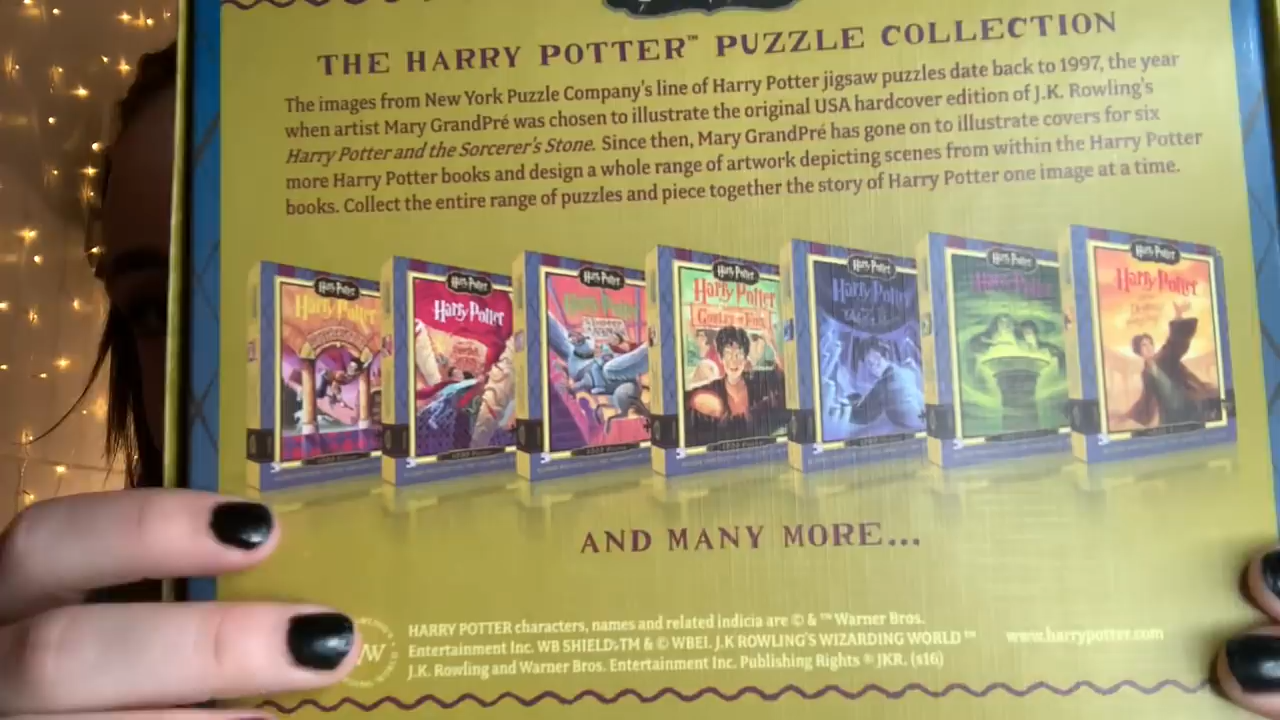 THE HARRY POTTER™ PUZZLE COLLECTION
The images from New York Puzzle Company's line of Harry Potter jigsaw puzzles date back to 1997, the year
when artist Mary GrandPré was chosen to illustrate the original USA hardcover edition of J.K. Rowling's
Harry Potter and the Sorcerer's Stone. Since then, Mary GrandPré has gone on to illustrate covers for six
more Harry Potter books and design a whole range of artwork depicting scenes from within the Harry Potter
books. Collect the entire range of puzzles and piece together the story of Harry Potter one image at a time.
Harry Potter Harry Potter Harry Potter Harry Potter Harry Potter Harry Potter Harry Potter
Harry Potter Harry Potter Harry Potter Harry Potter Harry Potter Harry Potter
Goblet of Fire
AND MANY MORE...
HARRY POTTER characters, names and related indicia are © & ™ Warner Bros.
Entertainment Inc. WB SHIELD: TM & © WBEI. J.K ROWLING'S WIZARDING WORLD ™
J.K. Rowling and Warner Bros. Entertainment Inc. Publishing Rights © JKR. (s16)
www.harrypotter.com